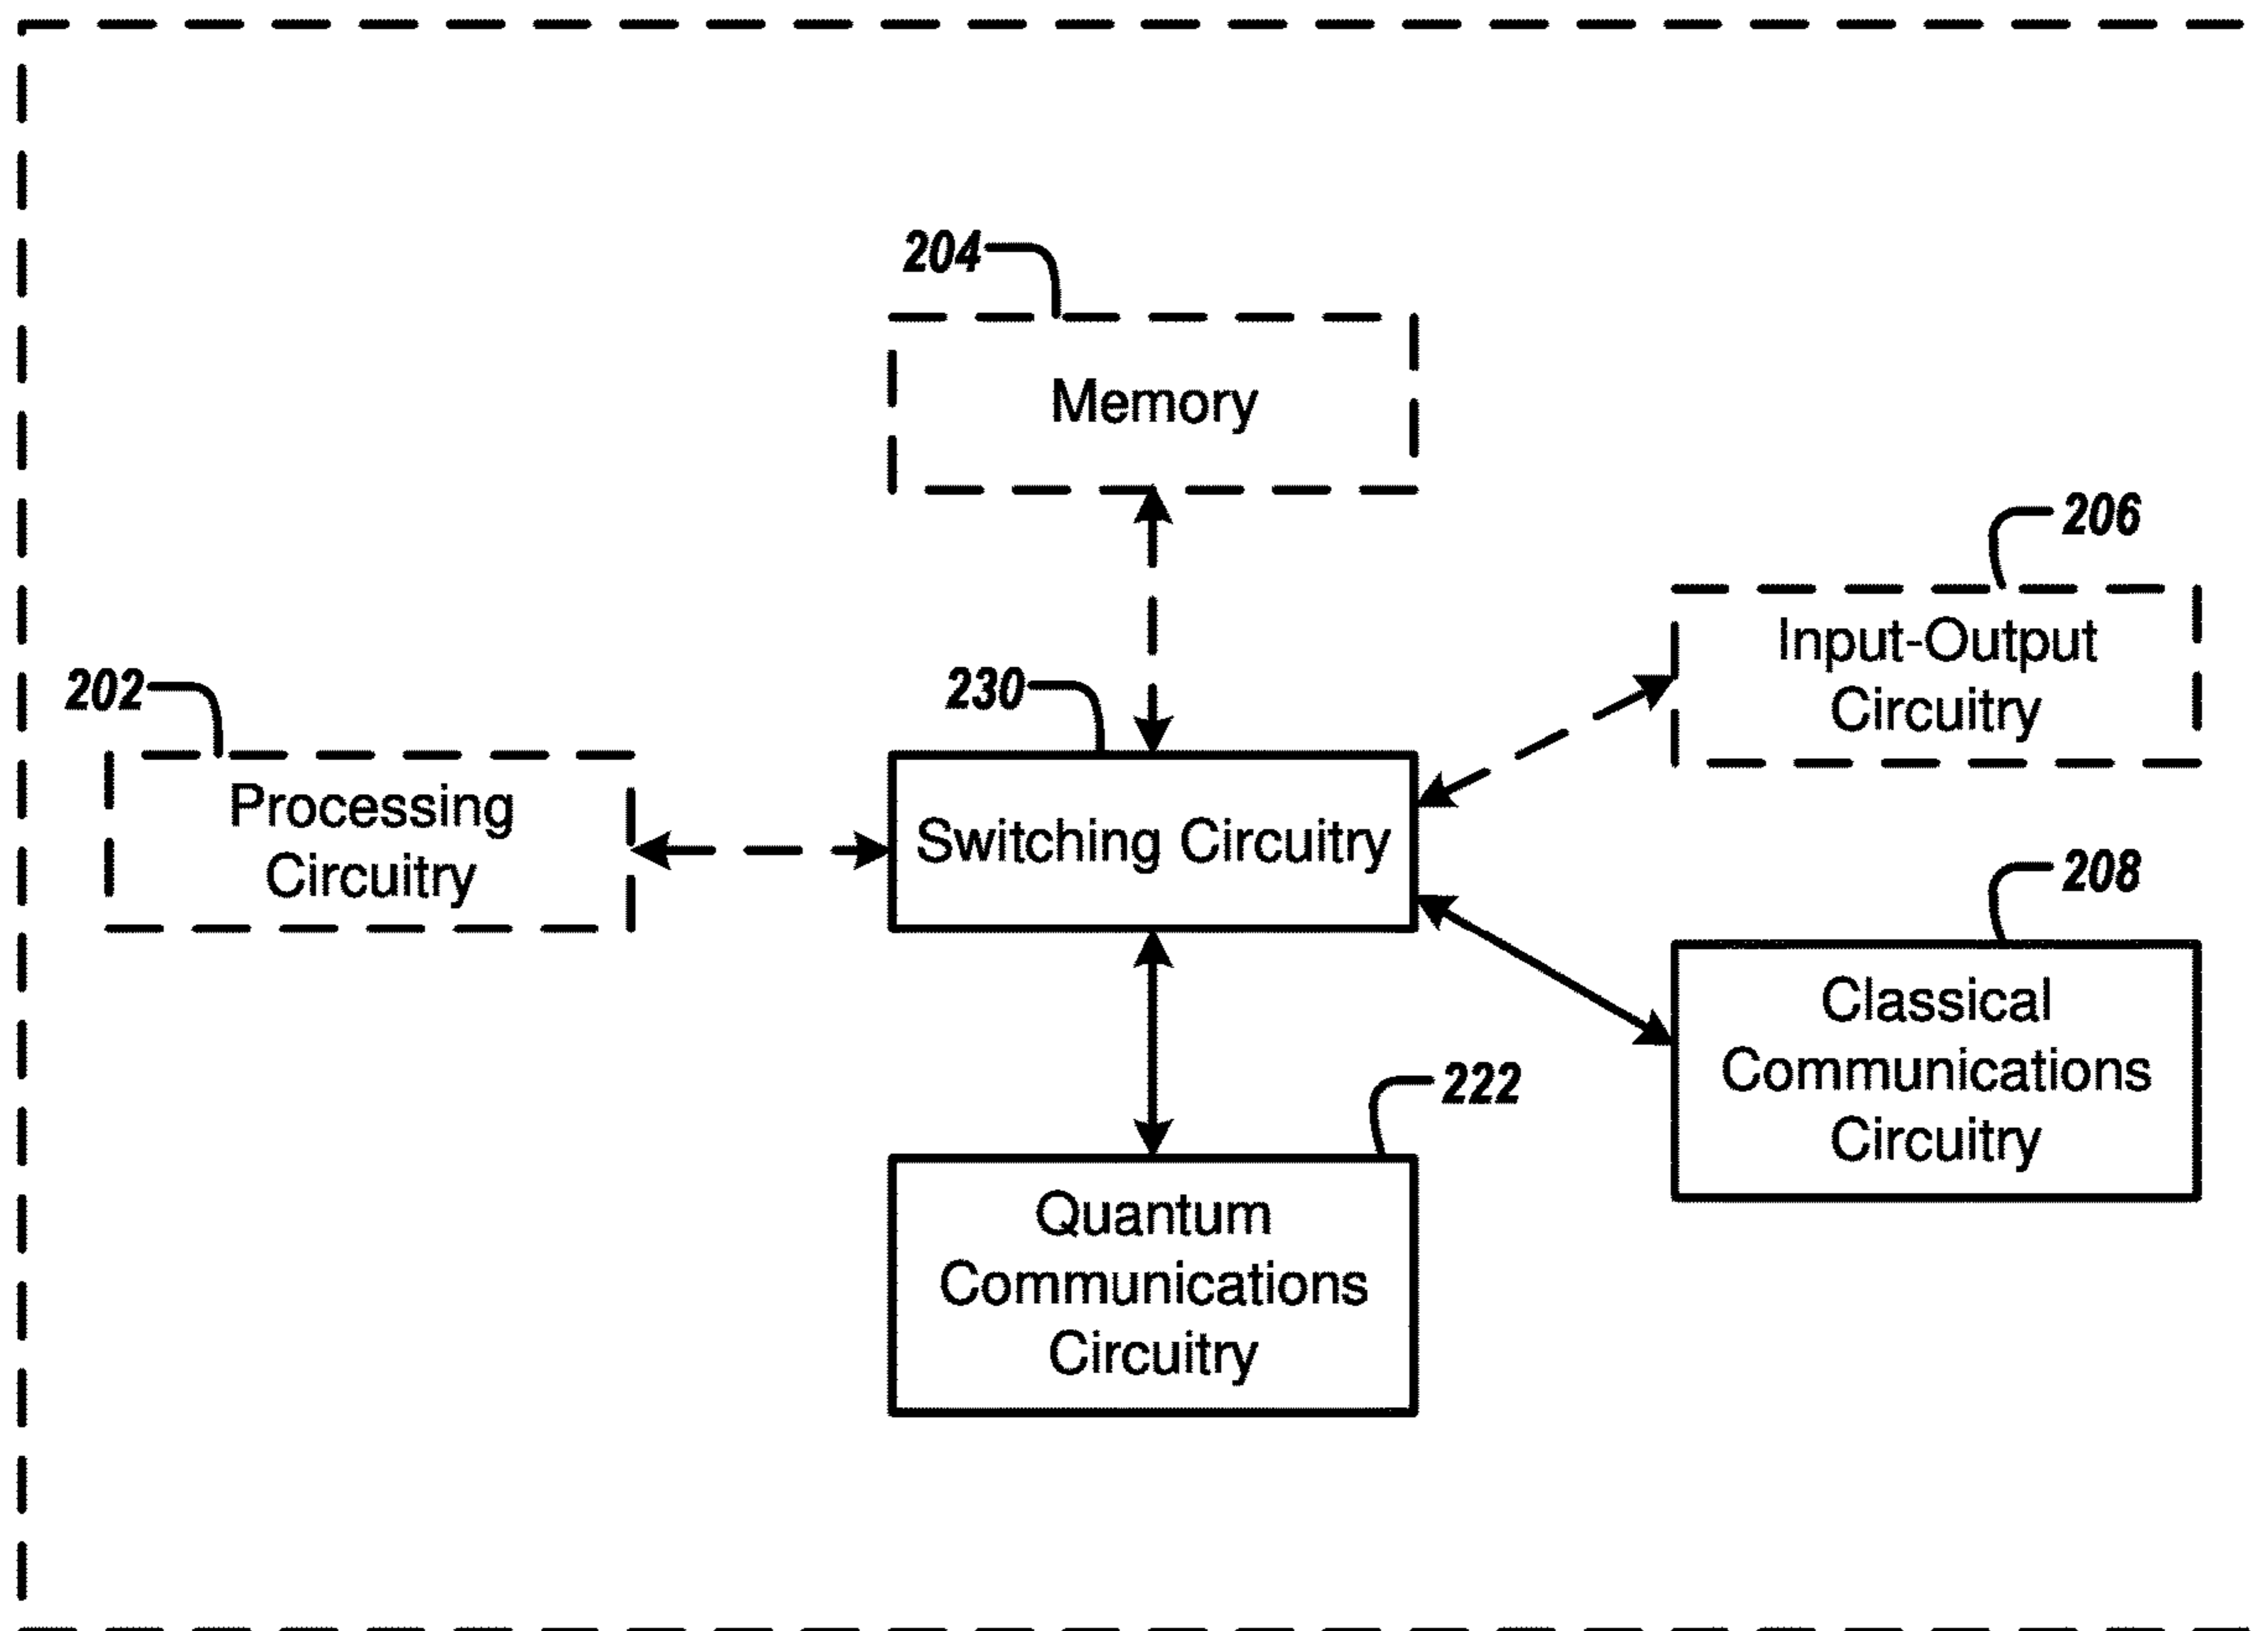 204
Memory
206
Input-Output
Circuitry
202
Processing
Circuitry
230
Switching Circuitry
208
Classical
Communications
Circuitry
222
Quantum
Communications
Circuitry